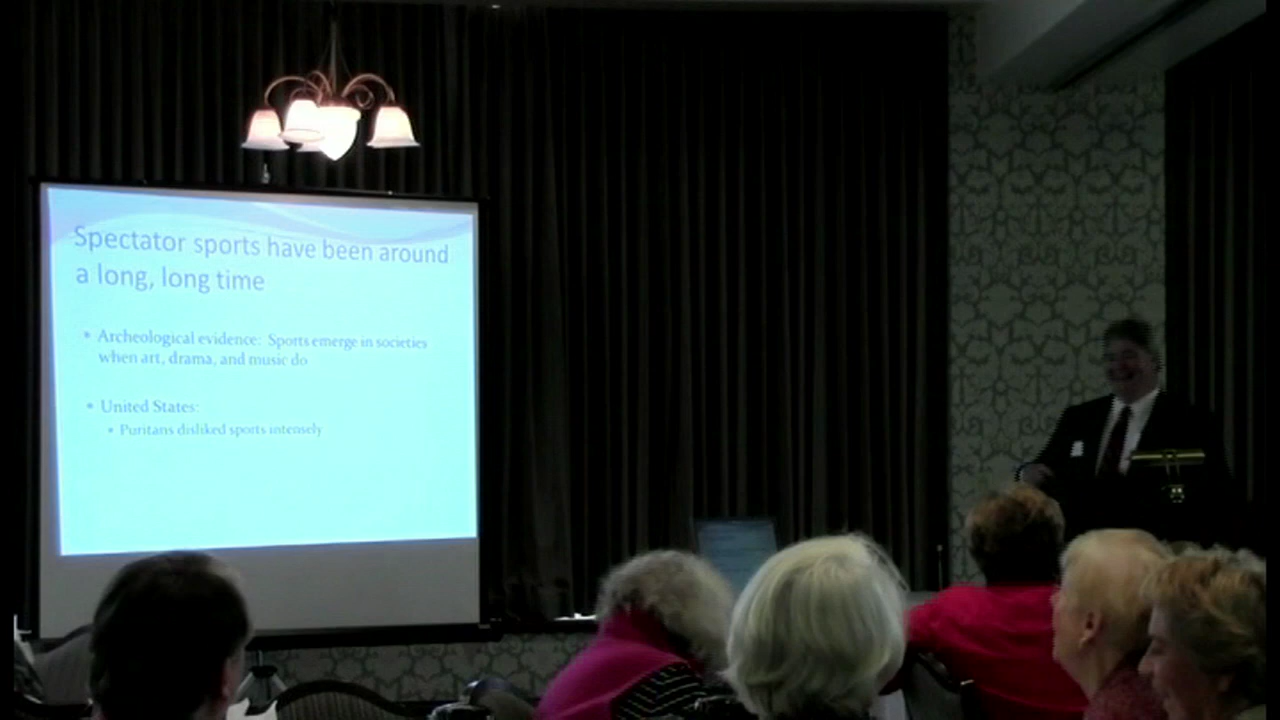 Spectator sports have been around
a long, long time
• Archeological evidence: Sports emerge in societies
when art, drama, and music do
• United States:
• Puritans disliked sports intensely